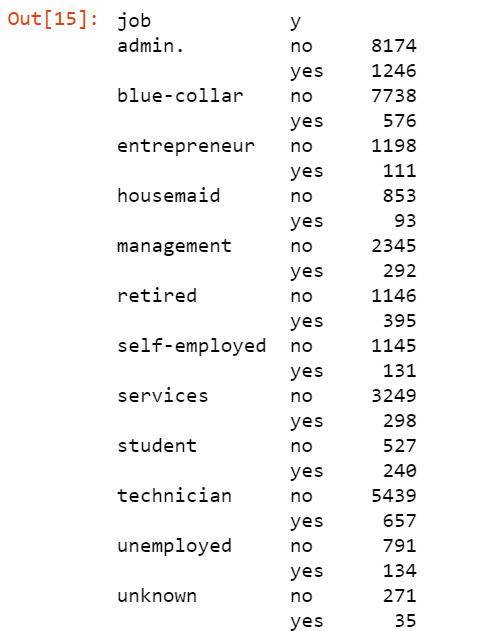 Out[15]: job y
admin. no 8174
yes 1246
blue-collar no 7738
yes 576
entrepreneur no 1198
yes 111
housemaid no 853
yes 93
management no 2345
yes 292
retired no 1146
yes 395
self-employed no 1145
yes 131
services no 3249
yes 298
student no 527
yes 240
technician no 5439
yes 657
unemployed no 791
yes 134
unknown no 271
yes 35